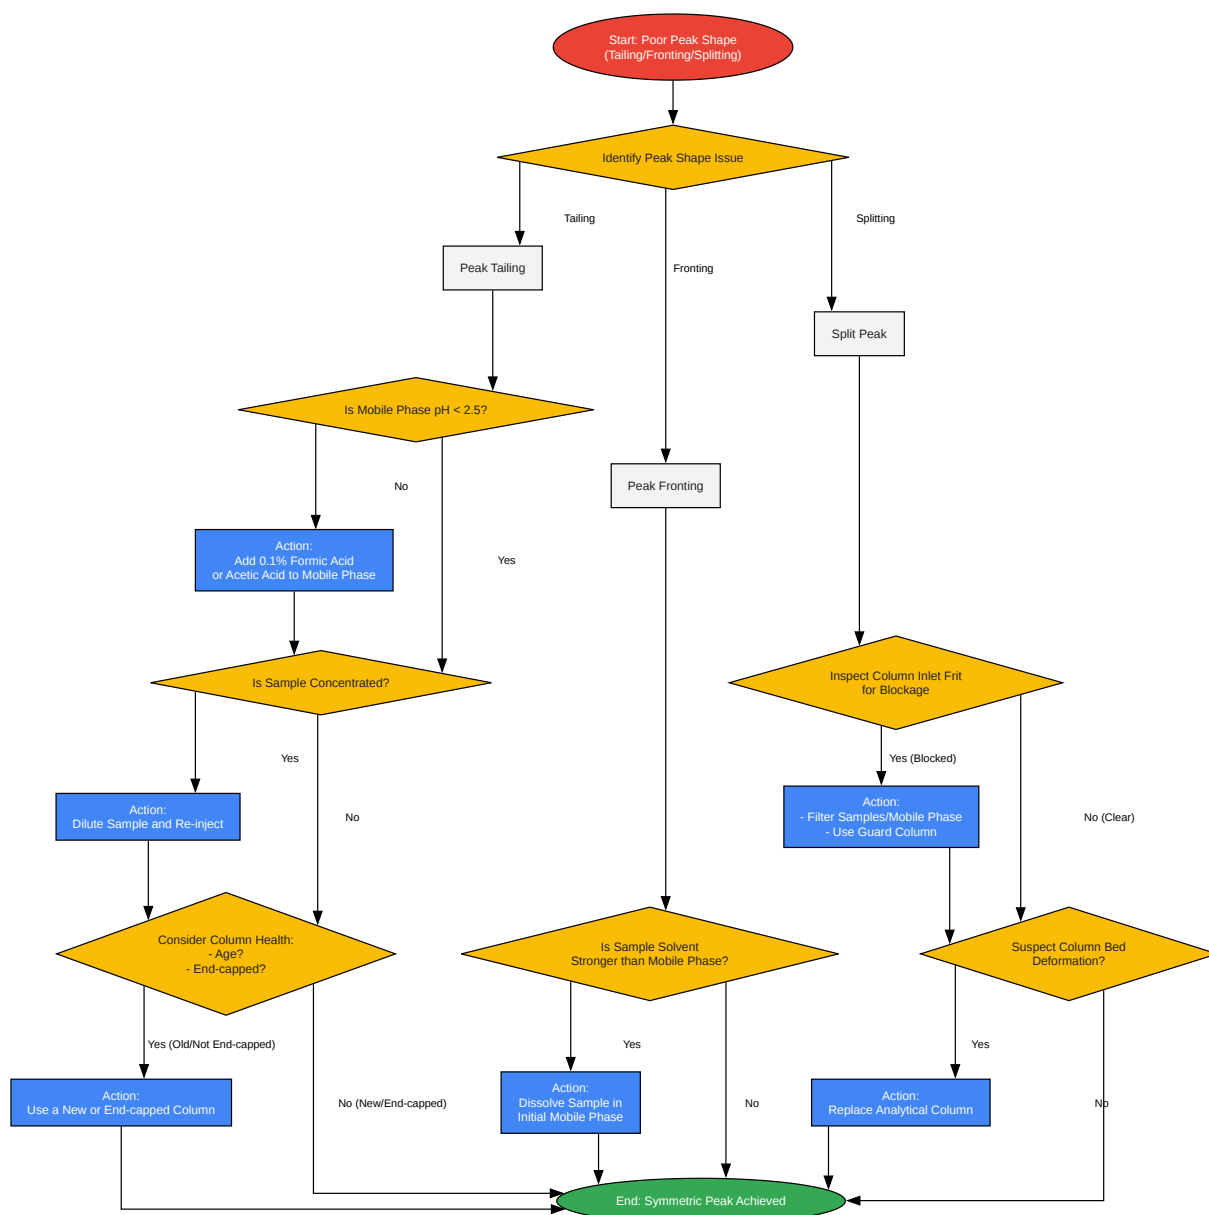 Start: Poor Peak Shape
(Tailing/Fronting/Splitting)
Identify Peak Shape Issue
Tailing
Splitting
Peak Tailing
Fronting
Split Peak
Is Mobile Phase pH < 2.5?
No
Peak Fronting
Action:
Add 0.1% Formic Acid
or Acetic Acid to Mobile Phase
Yes
Is Sample Concentrated?
Inspect Column Inlet Frit
for Blockage
Yes
Yes (Blocked)
Action:
Dilute Sample and Re-inject
No
Action:
- Filter Samples/Mobile Phase
- Use Guard Column
No (Clear)
Consider Column Health:
- Age?
- End-capped?
Is Sample Solvent
Stronger than Mobile Phase?
Suspect Column Bed
Deformation?
Yes (Old/Not End-capped)
Yes
Yes
Action:
Use a New or End-capped Column
No (New/End-capped)
Action:
Dissolve Sample in
Initial Mobile Phase
No
Action:
Replace Analytical Column
No
End: Symmetric Peak Achieved